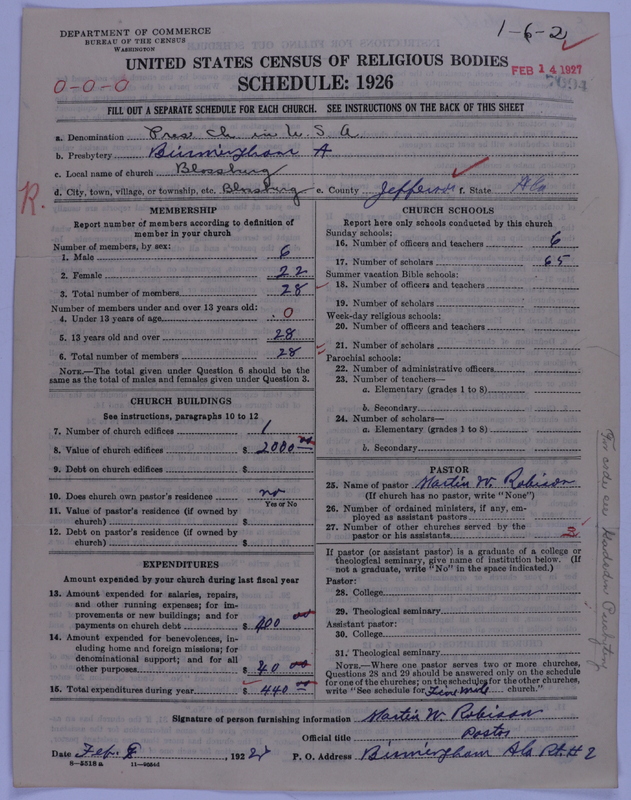 DEPARTMENT OF COMMERCE
BUREAU OF THE CENSUS
WASHINGTON
1-6-2
UNITED STATES CENSUS OF RELIGIOUS BODIES
FEB 14 1927
SCHEDULE: 1926
0-0-0
FILL OUT A SEPARATE SCHEDULE FOR EACH CHURCH. SEE INSTRUCTIONS ON THE BACK OF THIS SHEET
a. Denomination Pres. Ch in U. S. A
b. Presbytery Birmingham A
c. Local name of church Blossburg
d. City, town, village, or township, etc. Blossburg e. County Jefferson f. State Ala
R.
MEMBERSHIP
Report number of members according to definition of member in your church
Number of members, by sex:
1. Male 6
2. Female 22
3. Total number of members 28
Number of members under and over 13 years old:
4. Under 13 years of age 0
5. 13 years old and over 28
6. Total number of members 28
NOTE.—The total given under Question 6 should be the same as the total of males and females given under Question 3.
CHURCH BUILDINGS
See instructions, paragraphs 10 to 12
7. Number of church edifices 1
8. Value of church edifices $ 2000 00
9. Debt on church edifices $
10. Does church own pastor's residence no
Yes or No
11. Value of pastor's residence (if owned by church) $
12. Debt on pastor's residence (if owned by church) $
EXPENDITURES
Amount expended by your church during last fiscal year
13. Amount expended for salaries, repairs, and other running expenses; for improvements or new buildings; and for payments on church debt $ 400 00
14. Amount expended for benevolences, including home and foreign missions; for denominational support; and for all other purposes $ 40 00
15. Total expenditures during year $ 440 00
CHURCH SCHOOLS
Report here only schools conducted by this church
Sunday schools:
16. Number of officers and teachers 6
17. Number of scholars 65
Summer vacation Bible schools:
18. Number of officers and teachers
19. Number of scholars
Week-day religious schools:
20. Number of officers and teachers
21. Number of scholars
Parochial schools:
22. Number of administrative officers
23. Number of teachers—
a. Elementary (grades 1 to 8)
b. Secondary
24. Number of scholars—
a. Elementary (grades 1 to 8)
b. Secondary
PASTOR
25. Name of pastor Martin W. Robison
(If church has no pastor, write "None")
26. Number of ordained ministers, if any, employed as assistant pastors
27. Number of other churches served by the pastor or his assistants
If pastor (or assistant pastor) is a graduate of a college or theological seminary, give name of institution below. (If not a graduate, write "No" in the space indicated.)
Pastor:
28. College
29. Theological seminary
Assistant pastor:
30. College
31. Theological seminary
NOTE.—Where one pastor serves two or more churches, Questions 28 and 29 should be answered only on the schedule for one of the churches; on the schedules for the other churches, write "See schedule for Five Mile church."
Signature of person furnishing information Martin W. Robison
Official title Pastor
Date Feb. 8, 192 P. O. Address Birmingham Ala Rt. # 2
8-5518 a
For code see